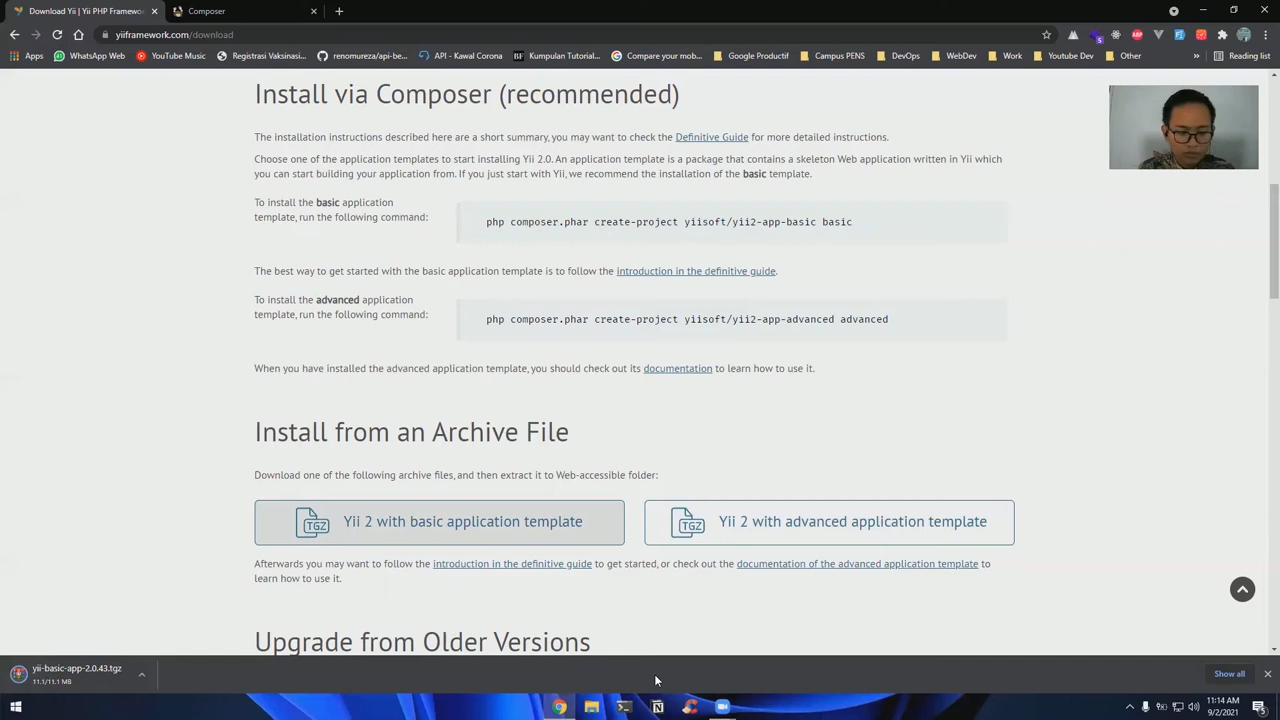 Download Yii | Yii PHP Framework
Composer
yiiframework.com/download
Apps
WhatsApp Web
YouTube Music
Registrasi Vaksinasi...
renomureza/api-be...
API - Kawal Corona
Kumpulan Tutorial...
Compare your mob...
Google Productif
Campus PENS
DevOps
WebDev
Work
Youtube Dev
Other
Reading list
Install via Composer (recommended)
The installation instructions described here are a short summary, you may want to check the Definitive Guide for more detailed instructions.
Choose one of the application templates to start installing Yii 2.0. An application template is a package that contains a skeleton Web application written in Yii which
you can start building your application from. If you just start with Yii, we recommend the installation of the basic template.
To install the basic application
template, run the following command:
php composer.phar create-project yiisoft/yii2-app-basic basic
The best way to get started with the basic application template is to follow the introduction in the definitive guide.
To install the advanced application
template, run the following command:
php composer.phar create-project yiisoft/yii2-app-advanced advanced
When you have installed the advanced application template, you should check out its documentation to learn how to use it.
Install from an Archive File
Download one of the following archive files, and then extract it to Web-accessible folder:
TGZ Yii 2 with basic application template
TGZ Yii 2 with advanced application template
Afterwards you may want to follow the introduction in the definitive guide to get started, or check out the documentation of the advanced application template to
learn how to use it.
Upgrade from Older Versions
yii-basic-app-2.0.43.tgz
11.1/11.1 MB
Show all
11:14 AM
9/2/2021